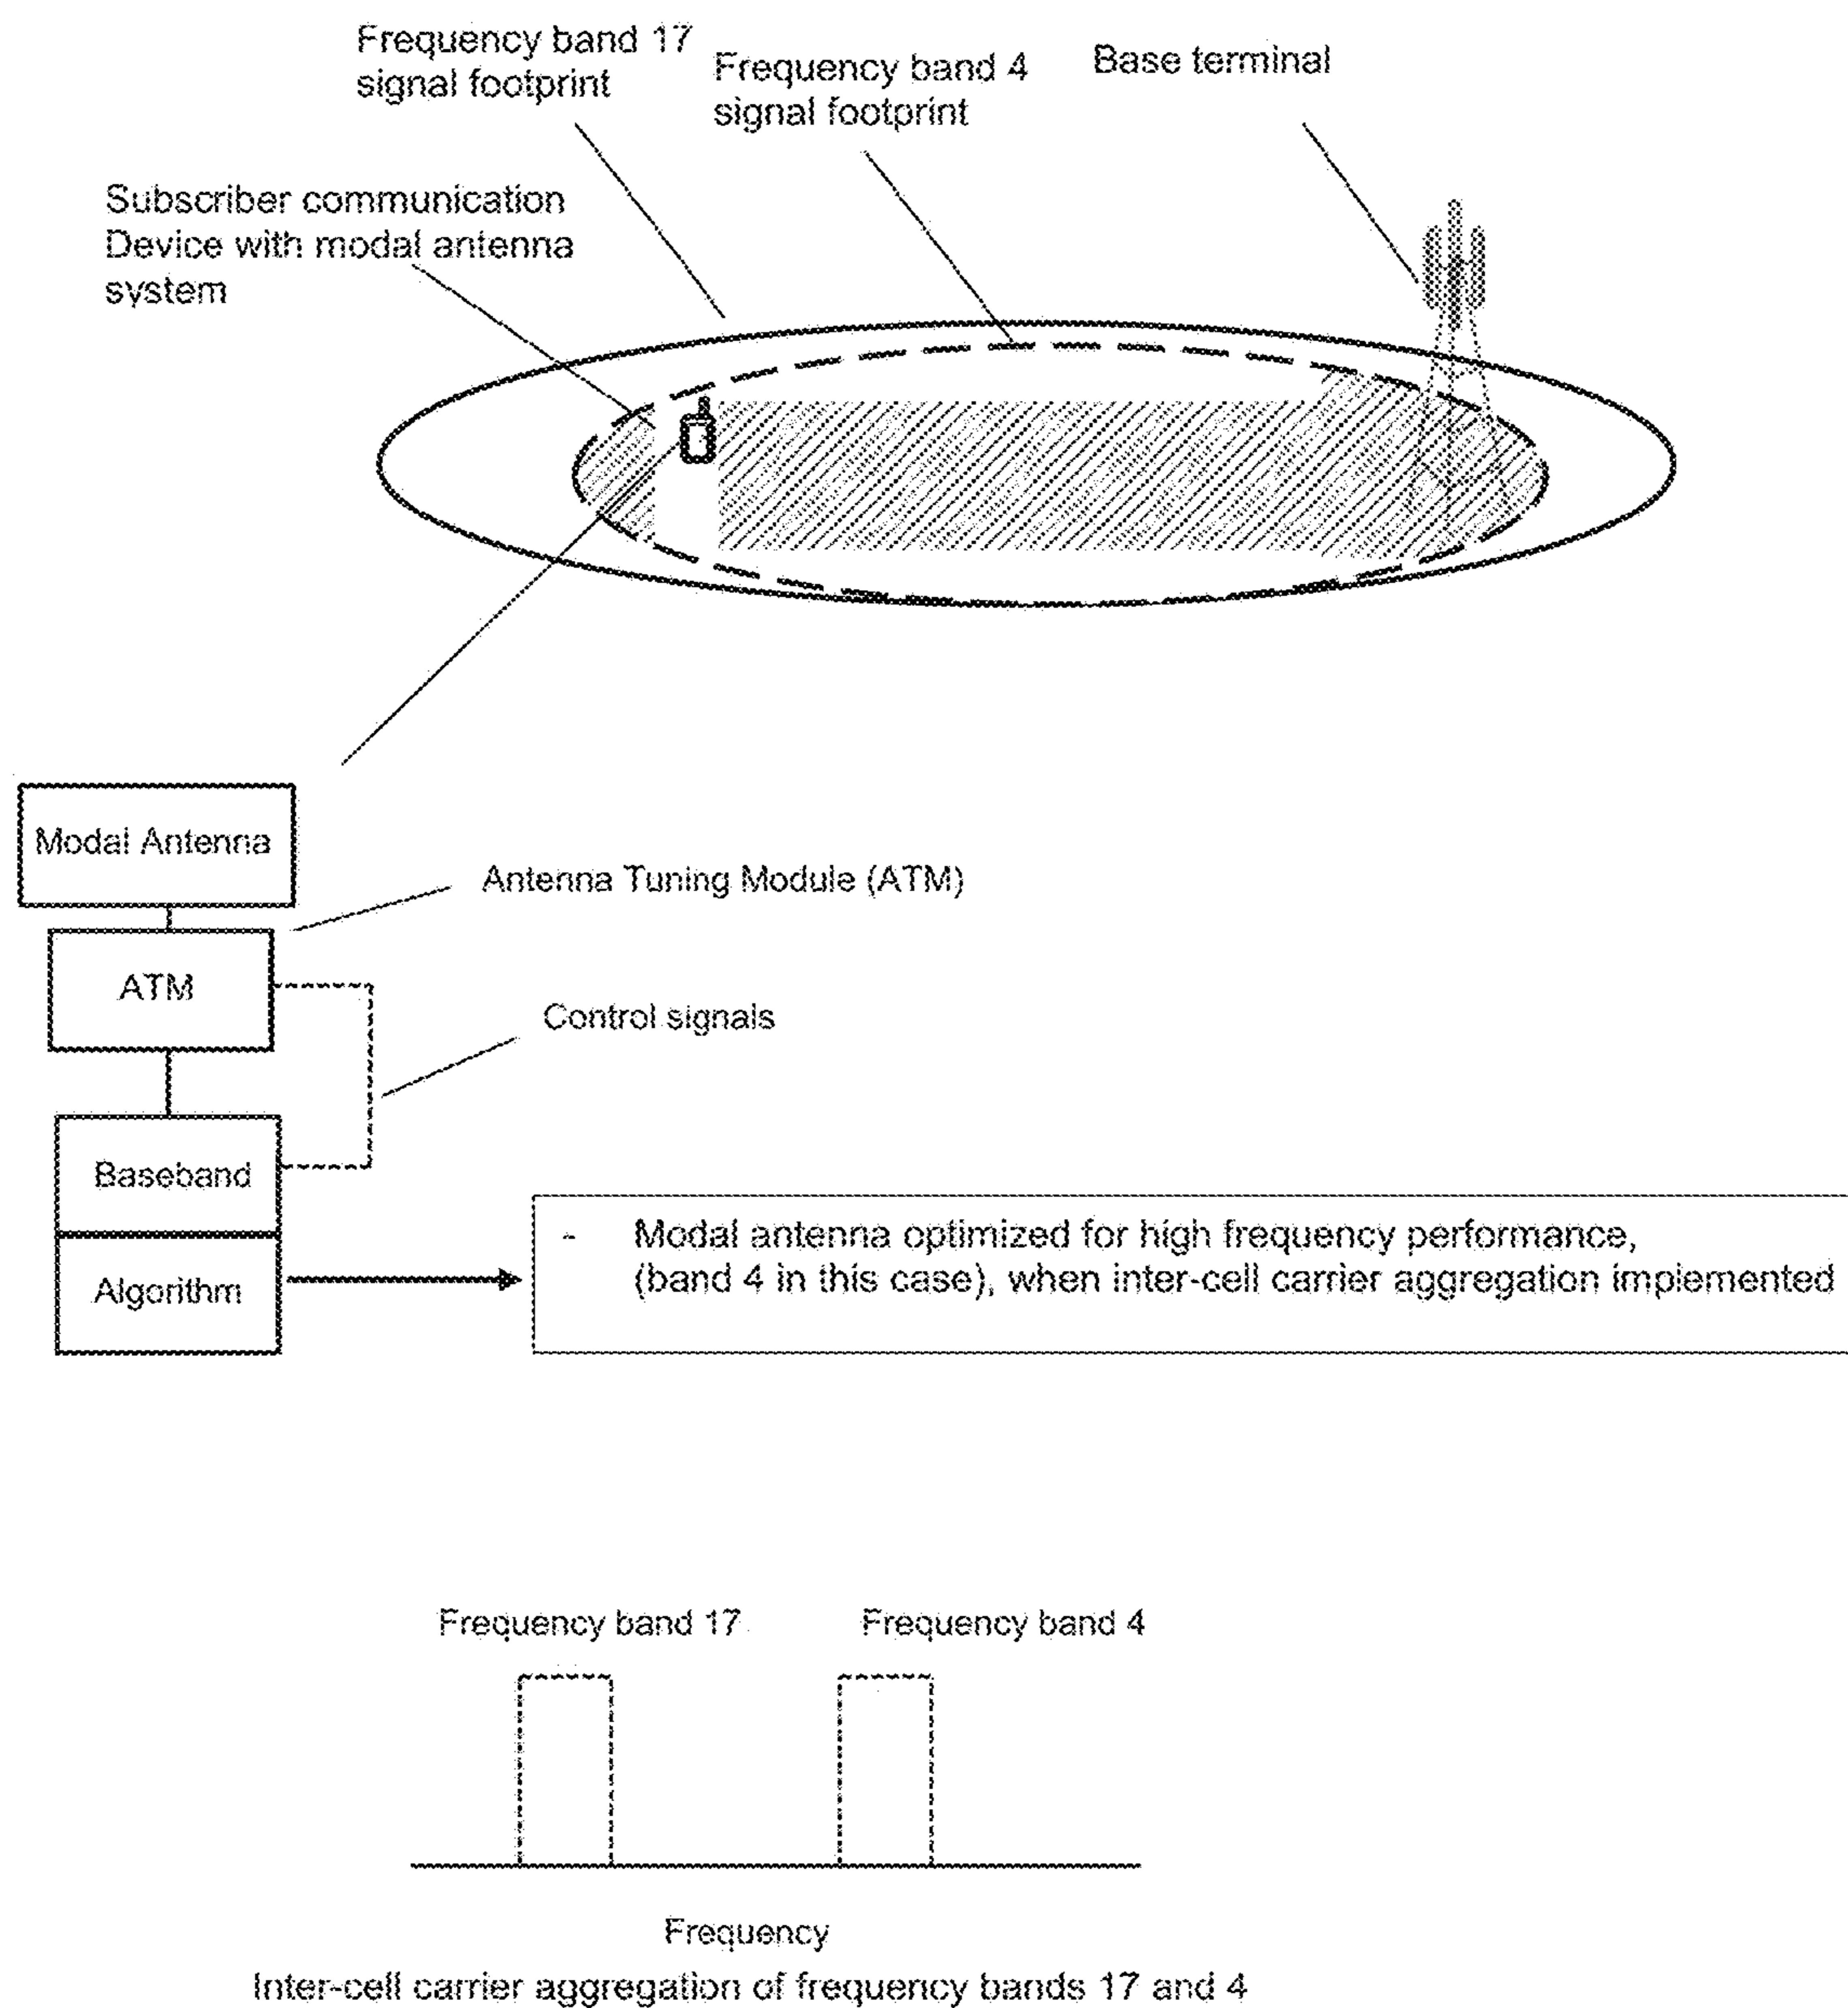 Frequency band 17
signal footprint
Frequency band 4
signal footprint
Base terminal
Subscriber communication
Device with modal antenna
system
Modal Antenna
Antenna Tuning Module (ATM)
ATM
Control signals
Baseband
Algorithm
- Modal antenna optimized for high frequency performance,
(band 4 in this case), when inter-cell carrier aggregation implemented
Frequency band 17
Frequency band 4
Frequency
Inter-cell carrier aggregation of frequency bands 17 and 4